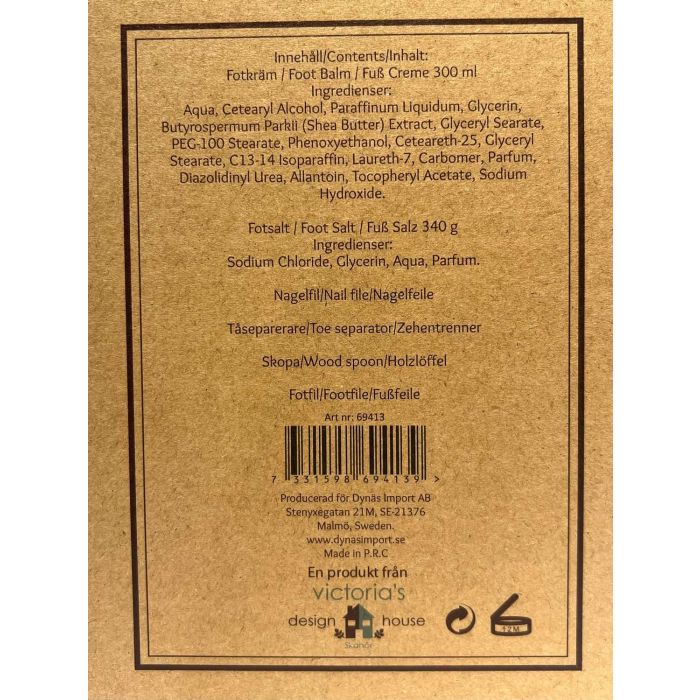 Innehåll/Contents/Inhalt:
Fotkräm / Foot Balm / Fuß Creme 300 ml
Ingredienser:
Aqua, Cetearyl Alcohol, Paraffinum Liquidum, Glycerin,
Butyrospermum Parkii (Shea Butter) Extract, Glyceryl Searate,
PEG-100 Stearate, Phenoxyethanol, Ceteareth-25, Glyceryl
Stearate, C13-14 Isoparaffin, Laureth-7, Carbomer, Parfum,
Diazolidinyl Urea, Allantoin, Tocopheryl Acetate, Sodium
Hydroxide.
Fotsalt / Foot Salt / Fuß Salz 340 g
Ingredienser:
Sodium Chloride, Glycerin, Aqua, Parfum.
Nagelfil/Nail file/Nagelfeile
Tåseparerare/Toe separator/Zehentrenner
Skopa/Wood spoon/Holzlöffel
Fotfil/Footfile/Fußfeile
Art nr: 69413
7 331598 694139 >
Producerad för Dynäs Import AB
Stenyxegatan 21M, SE-21376
Malmö, Sweden.
www.dynasimport.se
Made in P.R.C
En produkt från
victoria's
design house
Skanör
12M